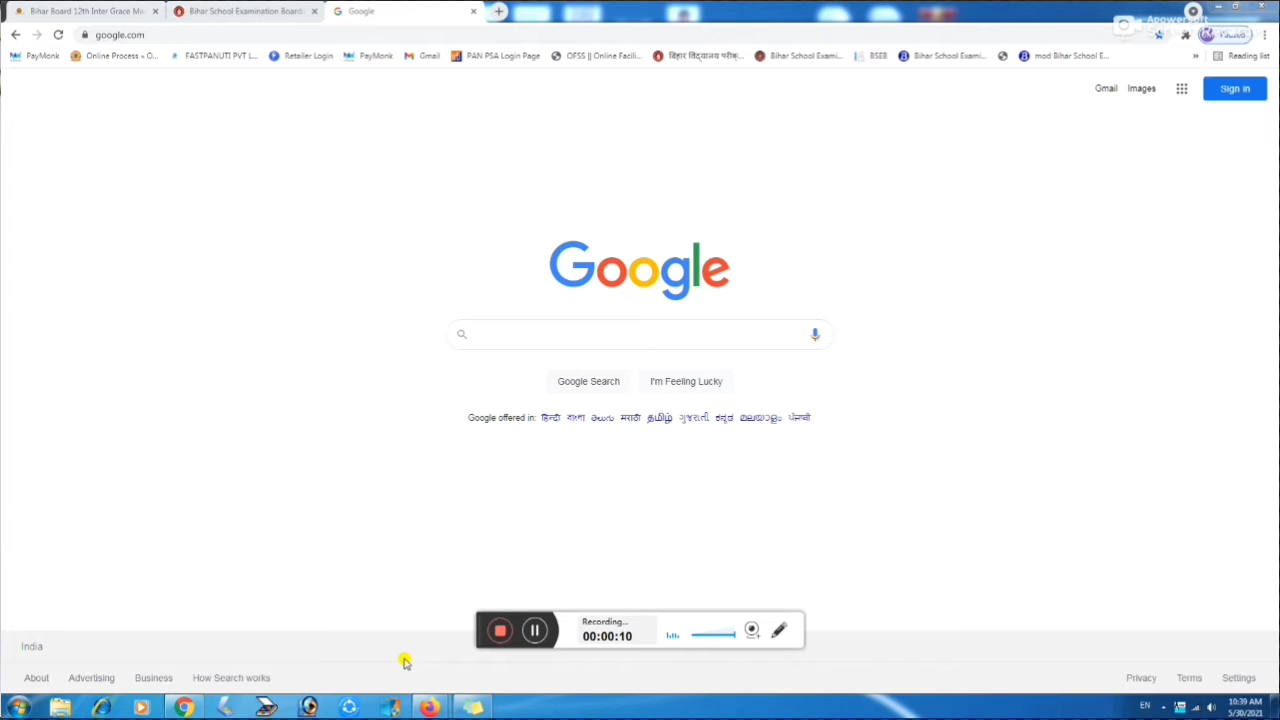 Bihar Board 12th Inter Grace Ma
Bihar School Examination Board
Google
Apowersoft
google.com
PayMonk
Online Process » O...
FASTPANUTI PVT L...
Retailer Login
PayMonk
Gmail
PAN PSA Login Page
OFSS || Online Facili...
बिहार विद्यालय परीक्...
Bihar School Exami...
BSEB
Bihar School Exami...
mod Bihar School E...
»
Reading list
Gmail
Images
Sign in
Google
Google Search
I'm Feeling Lucky
Google offered in: हिन्दी বাংলা తెలుగు मराठी தமிழ் ગુજરાતી ಕನ್ನಡ മലയാളം ਪੰਜਾਬੀ
Recording...
00:00:10
India
About
Advertising
Business
How Search works
Privacy
Terms
Settings
EN
10:39 AM
5/30/2021